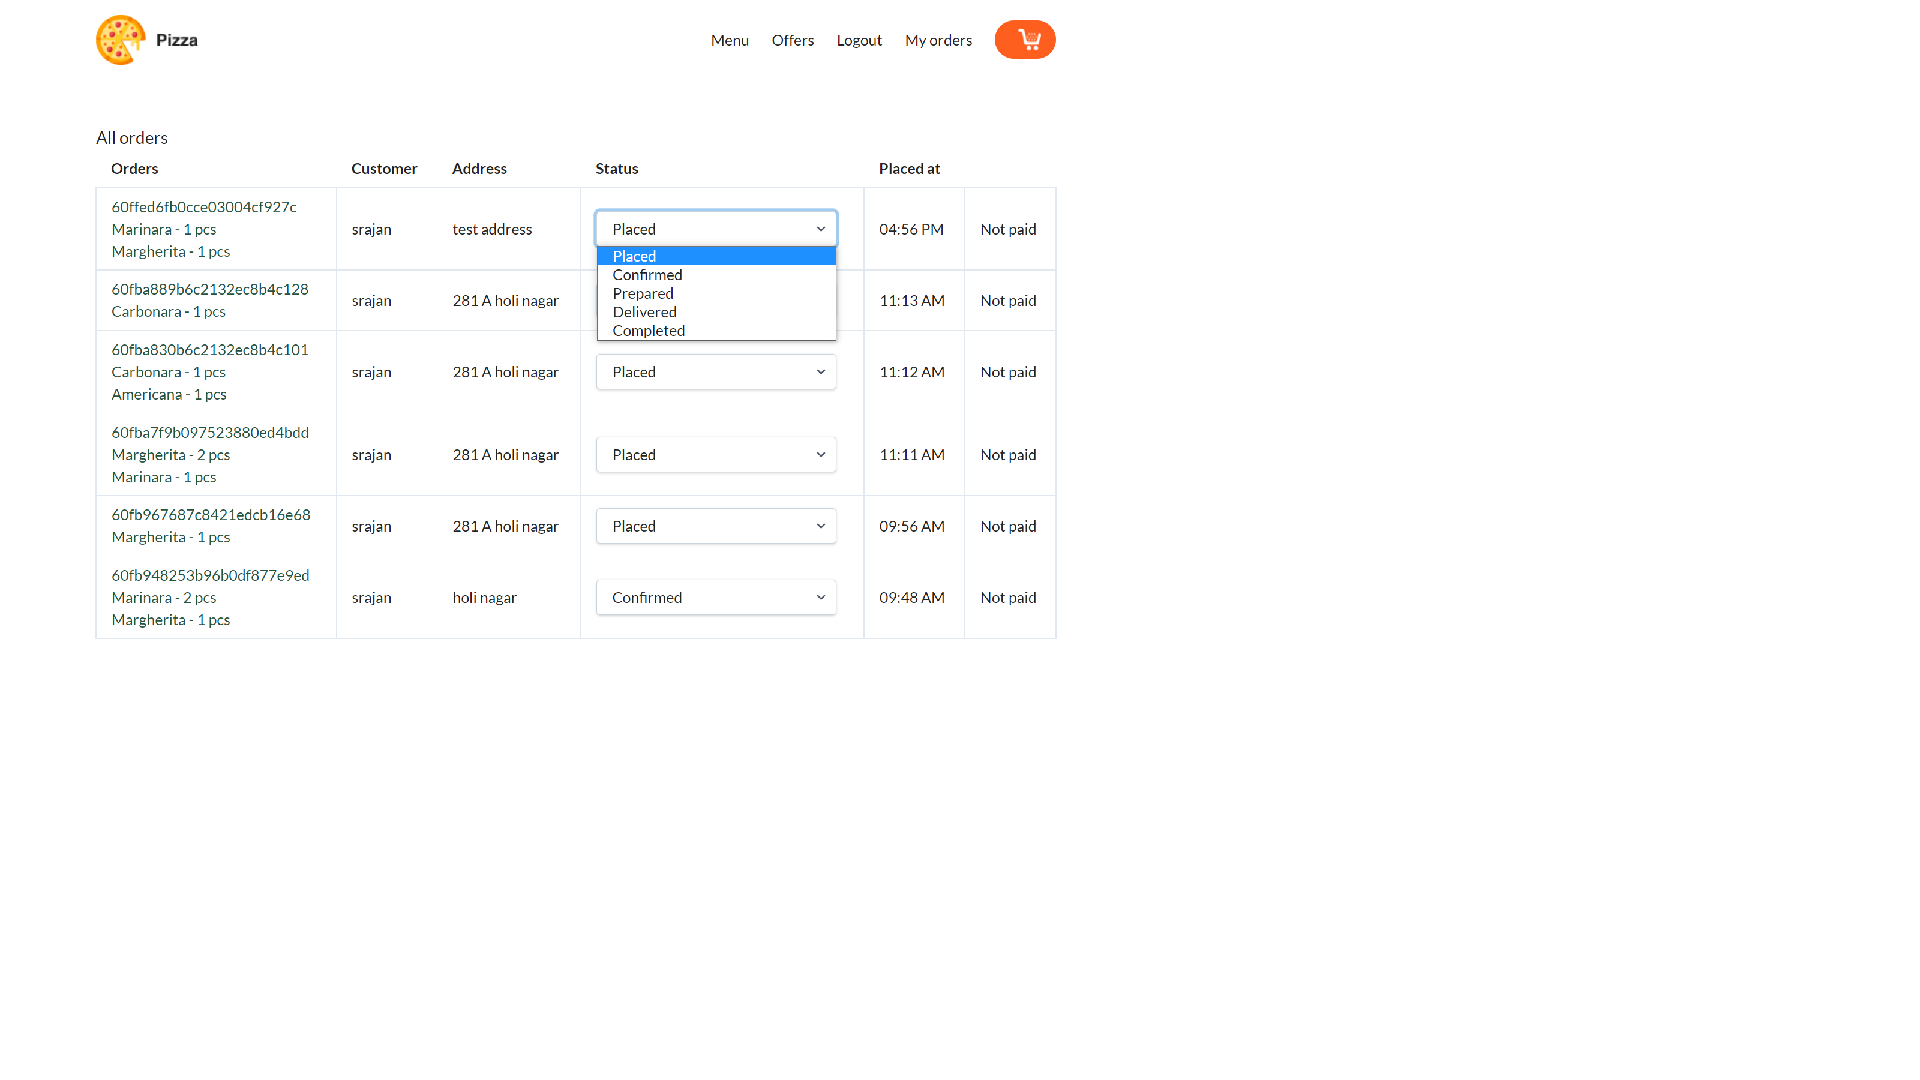 Pizza
Menu Offers Logout My orders
All orders
Orders Customer Address Status Placed at
60ffed6fb0cce03004cf927c
Marinara - 1 pcs
Margherita - 1 pcs
srajan
test address
Placed
04:56 PM
Not paid
Placed
Confirmed
Prepared
Delivered
Completed
60fba889b6c2132ec8b4c128
Carbonara - 1 pcs
srajan
281 A holi nagar
11:13 AM
Not paid
60fba830b6c2132ec8b4c101
Carbonara - 1 pcs
Americana - 1 pcs
srajan
281 A holi nagar
Placed
11:12 AM
Not paid
60fba7f9b097523880ed4bdd
Margherita - 2 pcs
Marinara - 1 pcs
srajan
281 A holi nagar
Placed
11:11 AM
Not paid
60fb967687c8421edcb16e68
Margherita - 1 pcs
srajan
281 A holi nagar
Placed
09:56 AM
Not paid
60fb948253b96b0df877e9ed
Marinara - 2 pcs
Margherita - 1 pcs
srajan
holi nagar
Confirmed
09:48 AM
Not paid